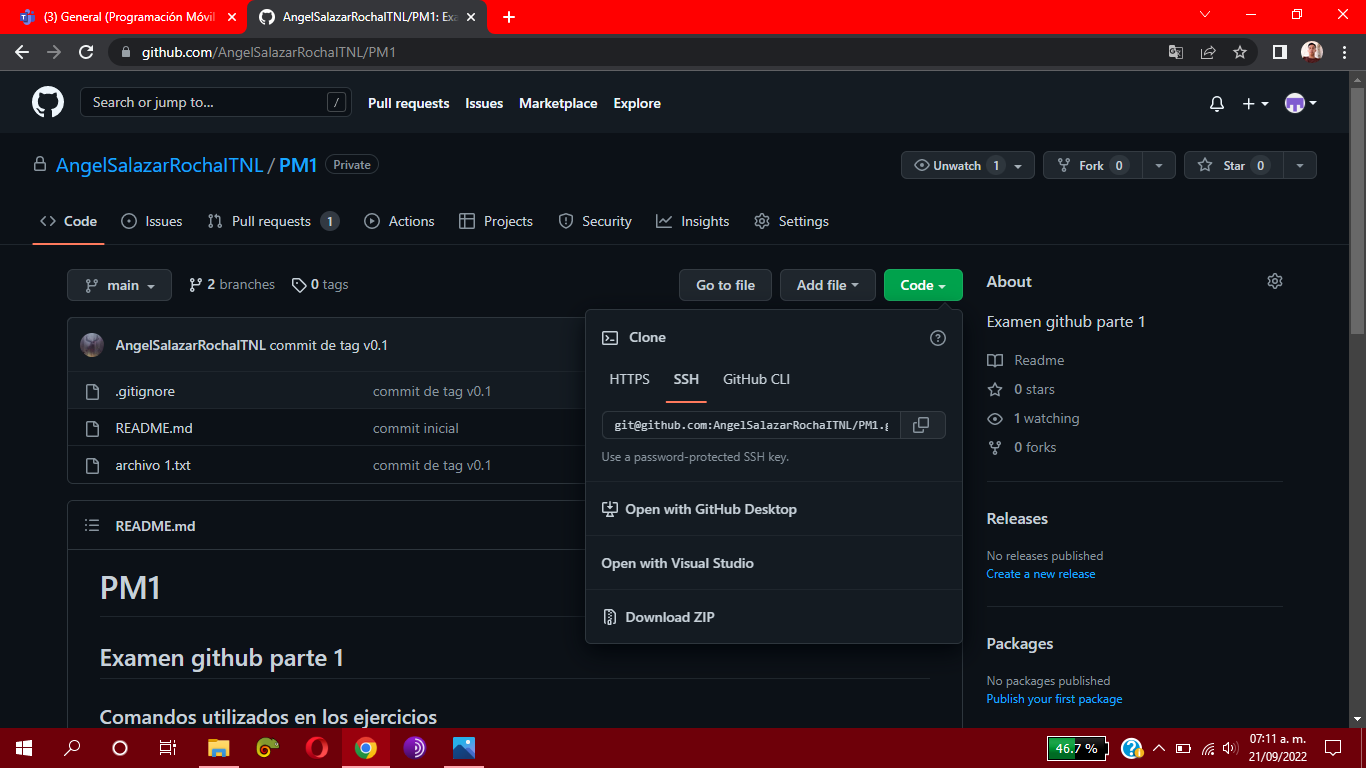 (3) General (Programación Móvil
AngelSalazarRochaITNL/PM1: Exa
github.com/AngelSalazarRochaITNL/PM1
Search or jump to... /
Pull requests Issues Marketplace Explore
AngelSalazarRochaITNL / PM1 Private
Unwatch 1 Fork 0 Star 0
Code Issues Pull requests 1 Actions Projects Security Insights Settings
main 2 branches 0 tags Go to file Add file Code
About
Examen github parte 1
Readme
0 stars
1 watching
0 forks
Releases
No releases published
Create a new release
Packages
No packages published
Publish your first package
AngelSalazarRochaITNL commit de tag v0.1
.gitignore commit de tag v0.1
README.md commit inicial
archivo 1.txt commit de tag v0.1
Clone
HTTPS SSH GitHub CLI
git@github.com:AngelSalazarRochaITNL/PM1.g
Use a password-protected SSH key.
Open with GitHub Desktop
Open with Visual Studio
Download ZIP
README.md
PM1
Examen github parte 1
Comandos utilizados en los ejercicios
46.7 %
07:11 a. m.
21/09/2022